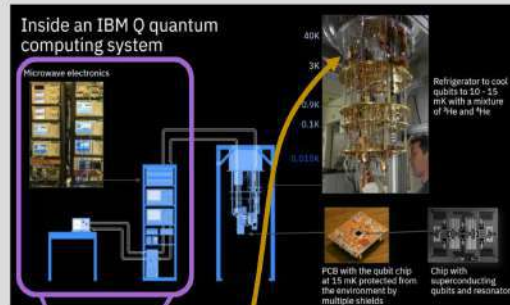 Inside an IBM Q quantum
computing system
Microwave electronics
40K
3K
0.9K
0.1K
0.015K
Refrigerator to cool
qubits to 10 - 15
mK with a mixture
of ³He and ⁴He
PCB with the qubit chip
at 15 mK protected from
the environment by
multiple shields
Chip with
superconducting
qubits and resonators